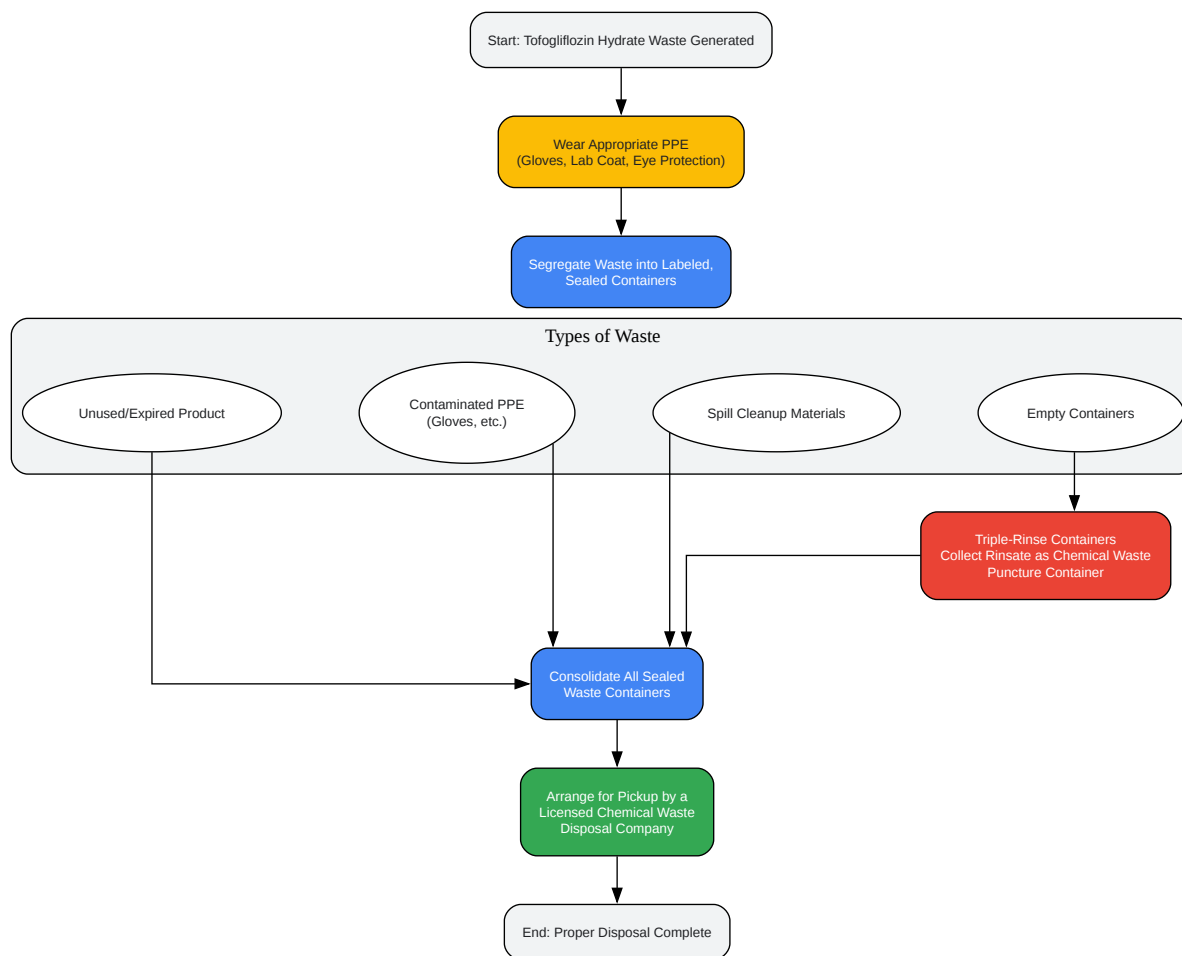 Start: Tofogliflozin Hydrate Waste Generated
Wear Appropriate PPE
(Gloves, Lab Coat, Eye Protection)
Segregate Waste into Labeled,
Sealed Containers
Types of Waste
Unused/Expired Product
Contaminated PPE
(Gloves, etc.)
Spill Cleanup Materials
Empty Containers
Triple-Rinse Containers
Collect Rinsate as Chemical Waste
Puncture Container
Consolidate All Sealed
Waste Containers
Arrange for Pickup by a
Licensed Chemical Waste
Disposal Company
End: Proper Disposal Complete